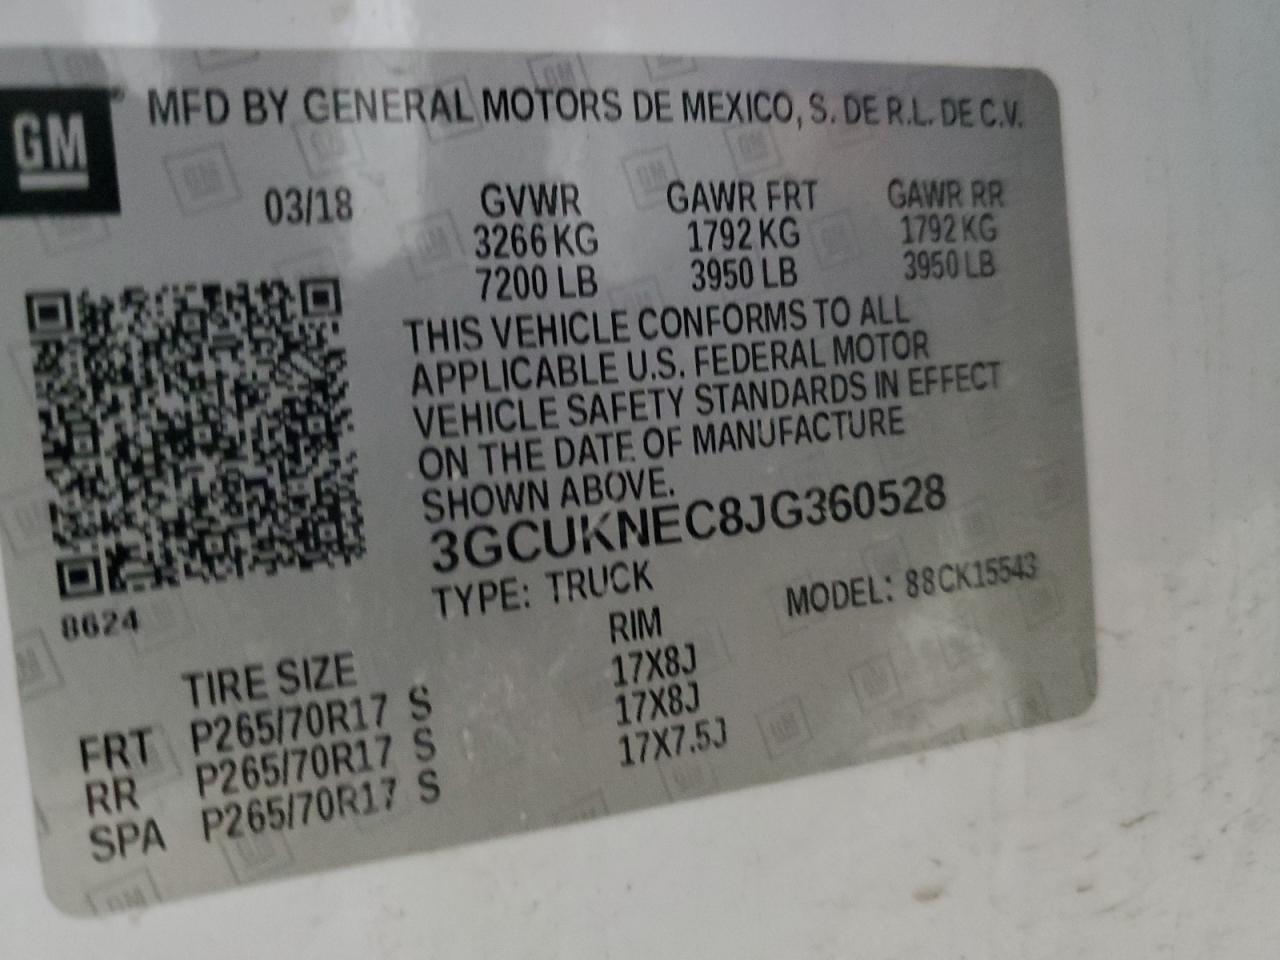 GM
MFD BY GENERAL MOTORS DE MEXICO, S. DE R.L. DE C.V.
03/18
GVWR GAWR FRT GAWR RR
3266 KG 1792 KG 1792 KG
7200 LB 3950 LB 3950 LB
THIS VEHICLE CONFORMS TO ALL
APPLICABLE U.S. FEDERAL MOTOR
VEHICLE SAFETY STANDARDS IN EFFECT
ON THE DATE OF MANUFACTURE
SHOWN ABOVE.
3GCUKNEC8JG360528
8624
TYPE: TRUCK MODEL: 88CK15543
TIRE SIZE RIM
FRT P265/70R17 S 17X8J
RR P265/70R17 S 17X8J
SPA P265/70R17 S 17X7.5J